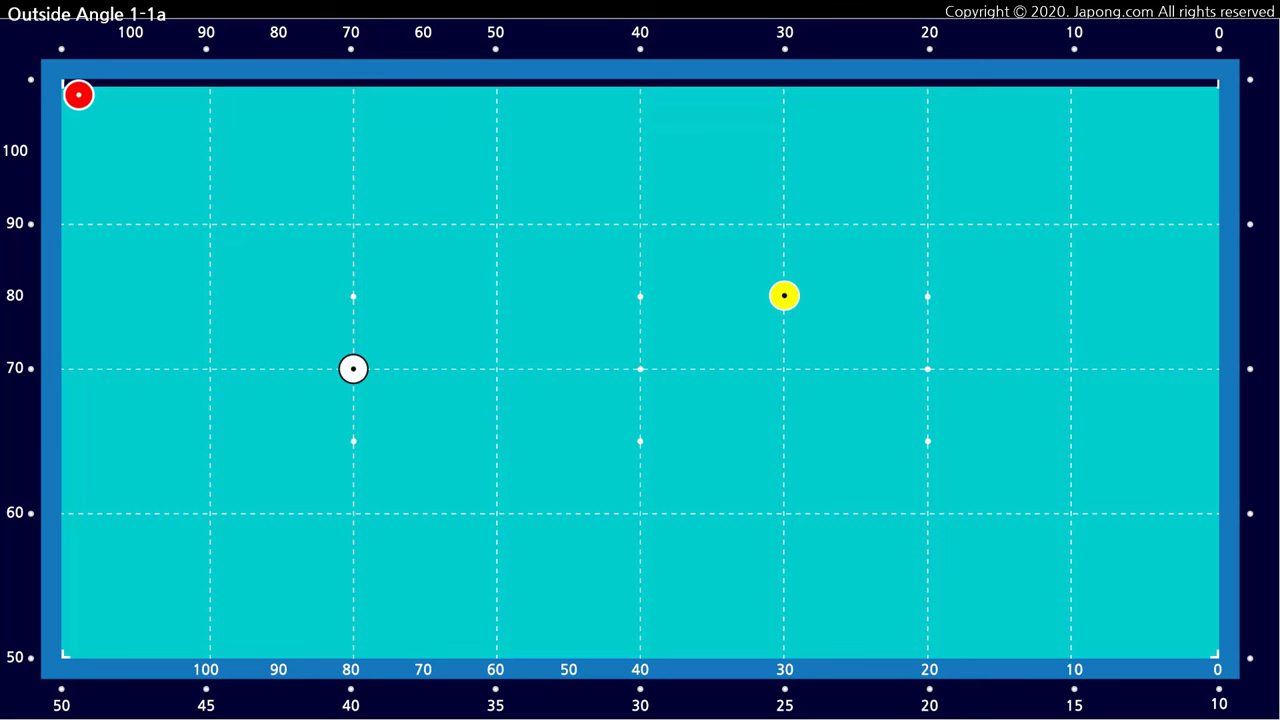 Outside Angle 1-1a
Copyright © 2020. Japong.com All rights reserved
100 90 80 70 60 50 40 30 20 10 0
100
90
80
70
60
50
100 90 80 70 60 50 40 30 20 10 0
50 45 40 35 30 25 20 15 10